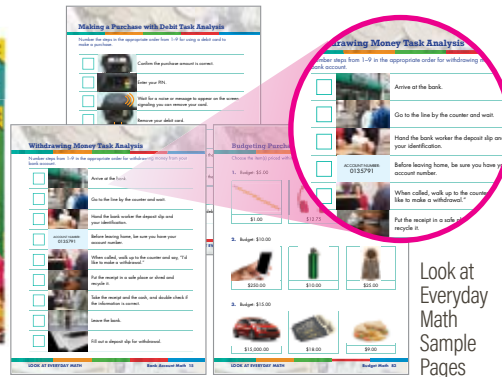 Making a Purchase with Debit Task Analysis
Number the steps in the appropriate order from 1–9 for using a debit card to
make a purchase.
Confirm the purchase amount is correct.
Enter your PIN.
Wait for a noise or message to appear on the screen
signaling you can remove your card.
Remove your debit card.
Withdrawing Money Task Analysis
Number steps from 1–9 in the appropriate order for withdrawing money from your
bank account.
Arrive at the bank.
Go to the line by the counter and wait.
Hand the bank worker the deposit slip and
your identification.
ACCOUNT NUMBER
0135791
Before leaving home, be sure you have your
account number.
When called, walk up to the counter and say, "I'd
like to make a withdrawal."
Put the receipt in a safe place or shred and
recycle it.
Take the receipt and the cash, and double check if
the information is correct.
Leave the bank.
Fill out a deposit slip for withdrawal.
LOOK AT EVERYDAY MATH
Bank Account Math 15
Budgeting Purch
Choose the item(s) priced with
1. Budget: $5.00
$1.00
$12.75
2. Budget: $10.00
$250.00
$10.00
$25.00
3. Budget: $15.00
$15,000.00
$16.00
$9.00
LOOK AT EVERYDAY MATH
Budget Math 63
drawing Money Task Analysis
mber steps from 1–9 in the appropriate order for withdrawing
bank account.
Arrive at the bank.
Go to the line by the counter and wait.
Hand the bank worker the deposit slip and
your identification.
ACCOUNT NUMBER
0135791
Before leaving home, be sure you have yo
account number.
When called, walk up to the counter
like to make a withdrawal."
Put the receipt in a safe pla
recycle it.
Look at
Everyday
Math
Sample
Pages